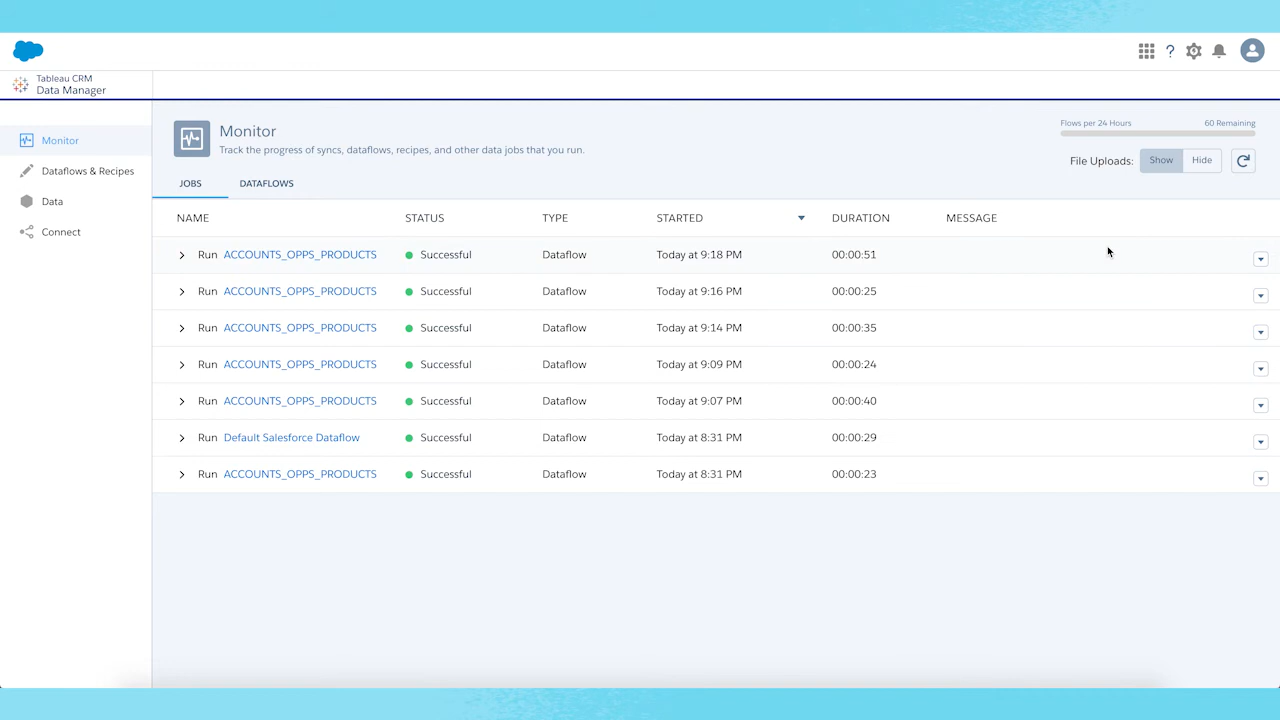 Tableau CRM
Data Manager
Monitor
Dataflows & Recipes
Data
Connect
Monitor
Track the progress of syncs, dataflows, recipes, and other data jobs that you run.
Flows per 24 Hours 60 Remaining
File Uploads: Show Hide
JOBS DATAFLOWS
NAME STATUS TYPE STARTED DURATION MESSAGE
Run ACCOUNTS_OPPS_PRODUCTS Successful Dataflow Today at 9:18 PM 00:00:51
Run ACCOUNTS_OPPS_PRODUCTS Successful Dataflow Today at 9:16 PM 00:00:25
Run ACCOUNTS_OPPS_PRODUCTS Successful Dataflow Today at 9:14 PM 00:00:35
Run ACCOUNTS_OPPS_PRODUCTS Successful Dataflow Today at 9:09 PM 00:00:24
Run ACCOUNTS_OPPS_PRODUCTS Successful Dataflow Today at 9:07 PM 00:00:40
Run Default Salesforce Dataflow Successful Dataflow Today at 8:31 PM 00:00:29
Run ACCOUNTS_OPPS_PRODUCTS Successful Dataflow Today at 8:31 PM 00:00:23